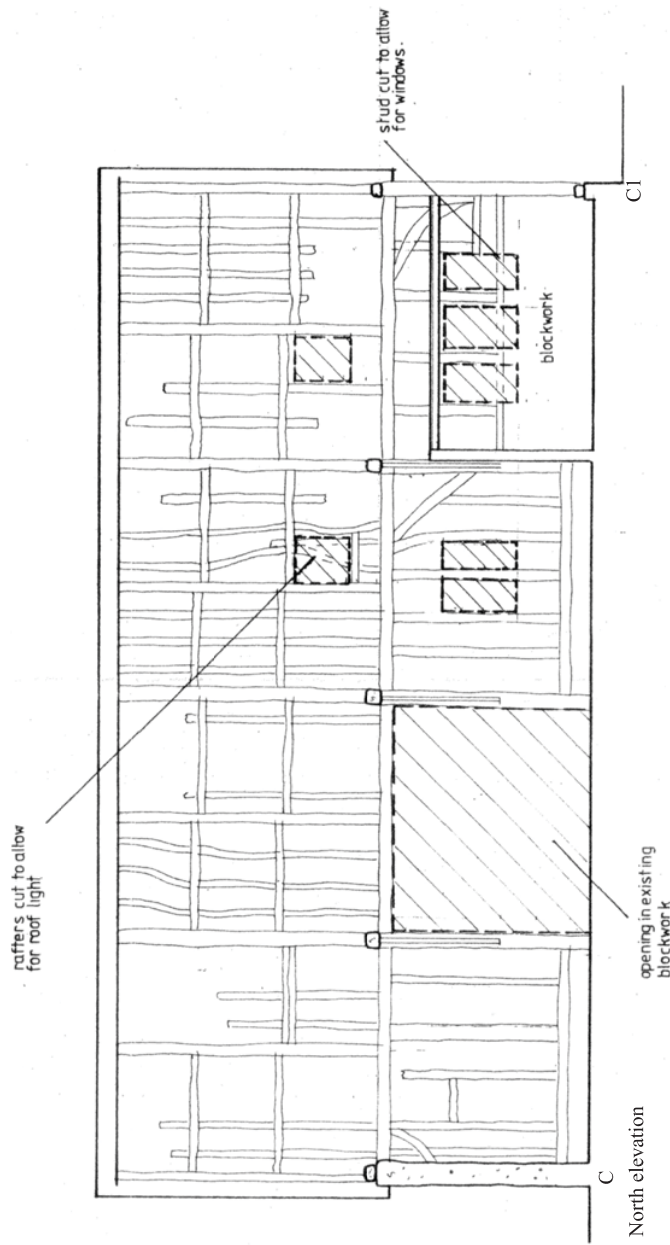 rafters cut to allow
for roof light
stud cut to allow
for windows.
blockwork
opening in existing
blockwork
C
C1
North elevation